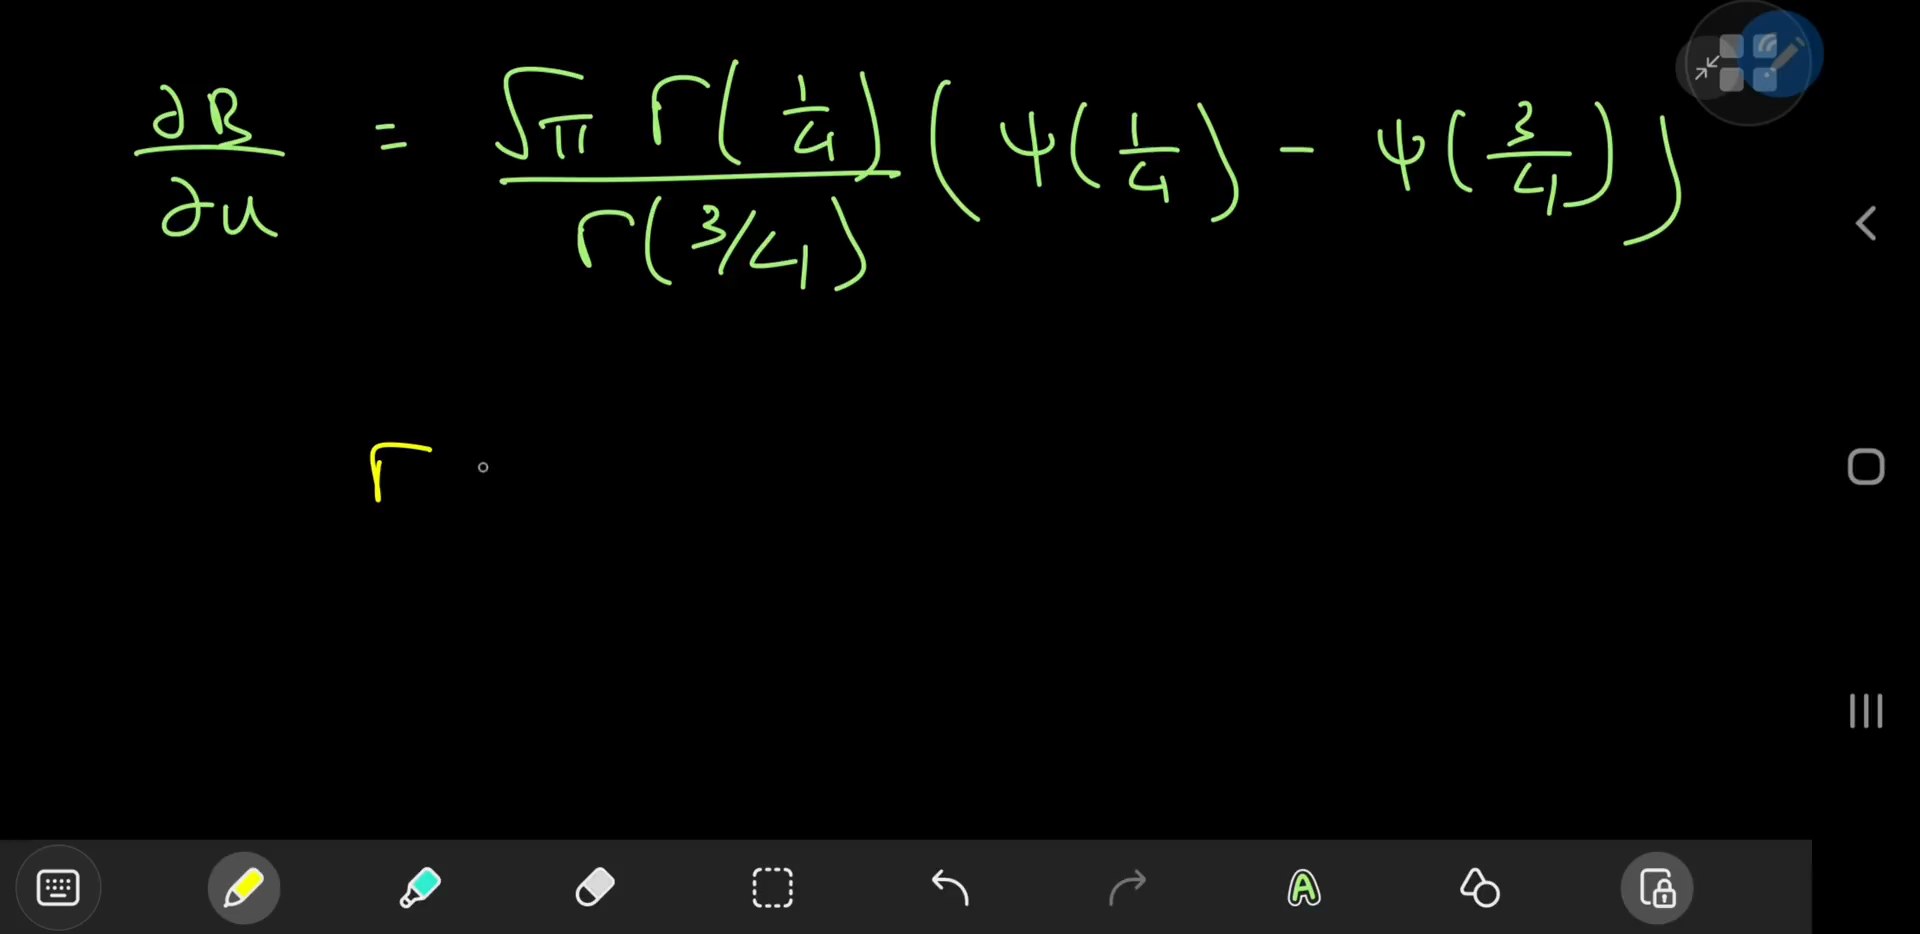 ∂B/∂u = √π Γ(1/4) / Γ(3/4) (ψ(1/4) − ψ(3/4))
Γ